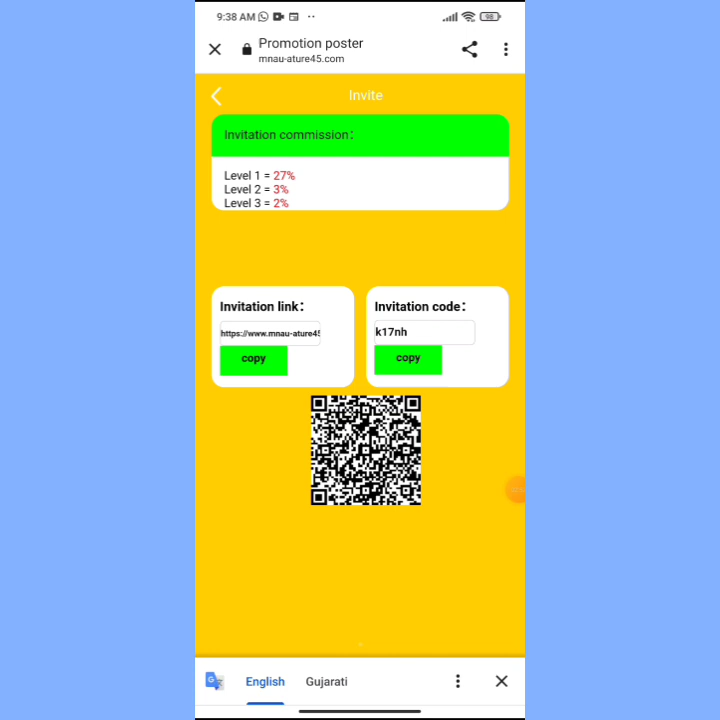 9:38 AM
98
Promotion poster
mnau-ature45.com
Invite
Invitation commission：
Level 1 = 27%
Level 2 = 3%
Level 3 = 2%
Invitation link：
Invitation code：
https://www.mnau-ature45
k17nh
copy
copy
English
Gujarati